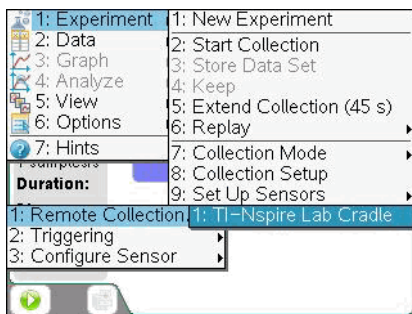 1: Experiment
2: Data
3: Graph
4: Analyze
5: View
6: Options
7: Hints
1: New Experiment
2: Start Collection
3: Store Data Set
4: Keep
5: Extend Collection (45 s)
6: Replay
7: Collection Mode
8: Collection Setup
9: Set Up Sensors
Duration:
1: Remote Collection
2: Triggering
3: Configure Sensor
1: TI-Nspire Lab Cradle